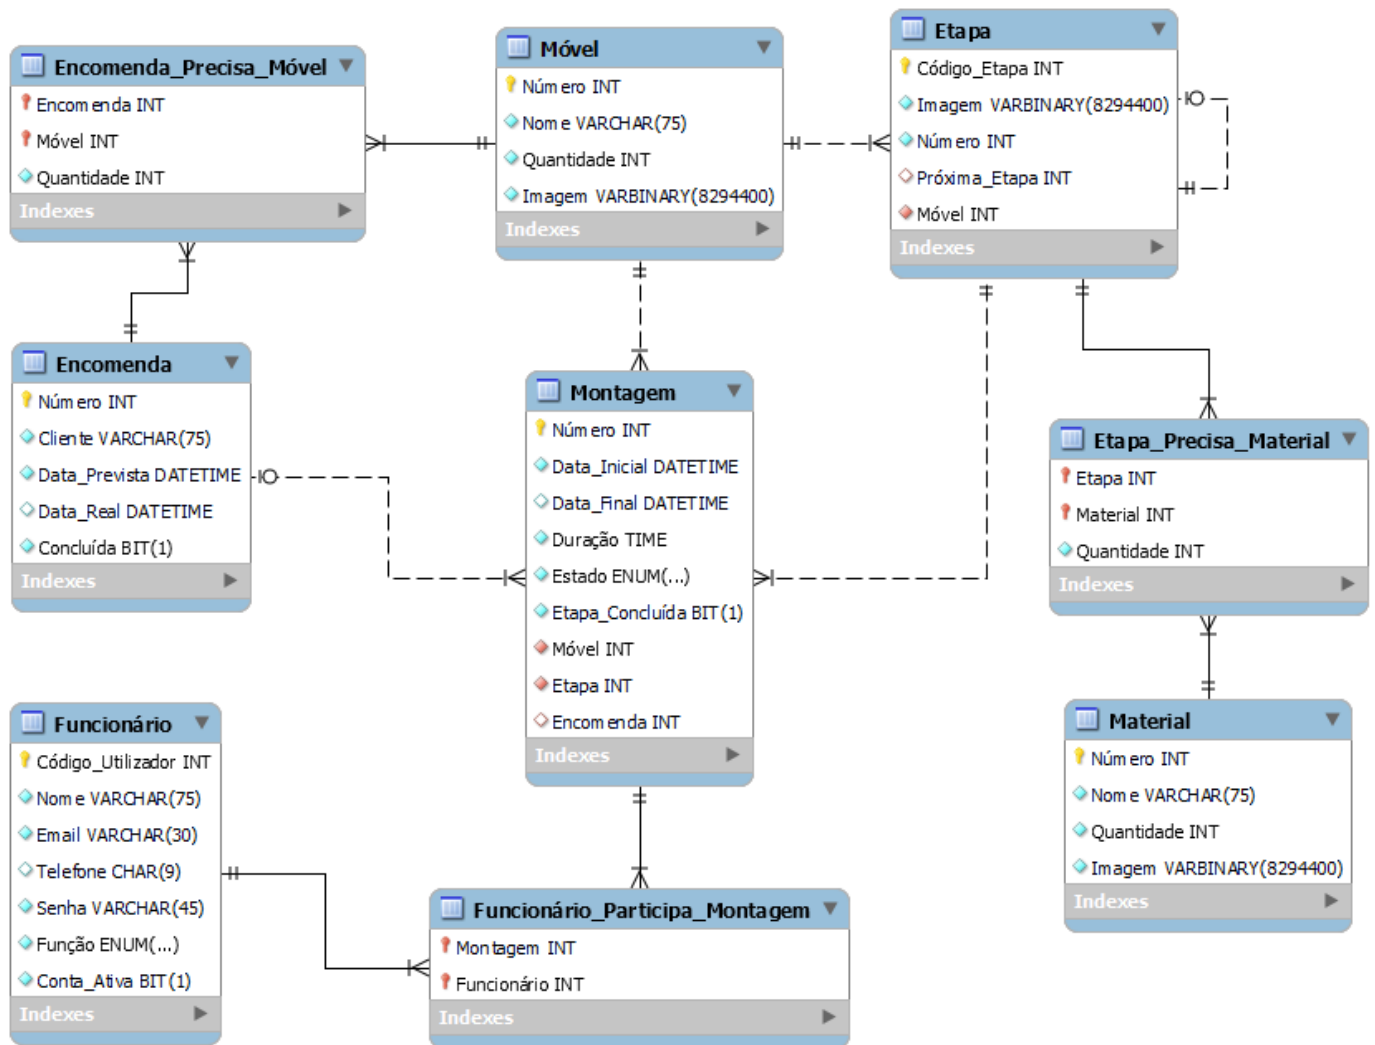 Encomenda_Precisa_Móvel
Encomenda INT
Móvel INT
Quantidade INT
Indexes
Móvel
Número INT
Nome VARCHAR(75)
Quantidade INT
Imagem VARBINARY(8294400)
Indexes
Etapa
Código_Etapa INT
Imagem VARBINARY(8294400)
Número INT
Próxima_Etapa INT
Móvel INT
Indexes
Encomenda
Número INT
Cliente VARCHAR(75)
Data_Prevista DATETIME
Data_Real DATETIME
Concluída BIT(1)
Indexes
Montagem
Número INT
Data_Inicial DATETIME
Data_Final DATETIME
Duração TIME
Estado ENUM(...)
Etapa_Concluída BIT(1)
Móvel INT
Etapa INT
Encomenda INT
Indexes
Etapa_Precisa_Material
Etapa INT
Material INT
Quantidade INT
Indexes
Funcionário
Código_Utilizador INT
Nome VARCHAR(75)
Email VARCHAR(30)
Telefone CHAR(9)
Senha VARCHAR(45)
Função ENUM(...)
Conta_Ativa BIT(1)
Indexes
Material
Número INT
Nome VARCHAR(75)
Quantidade INT
Imagem VARBINARY(8294400)
Indexes
Funcionário_Participa_Montagem
Montagem INT
Funcionário INT
Indexes